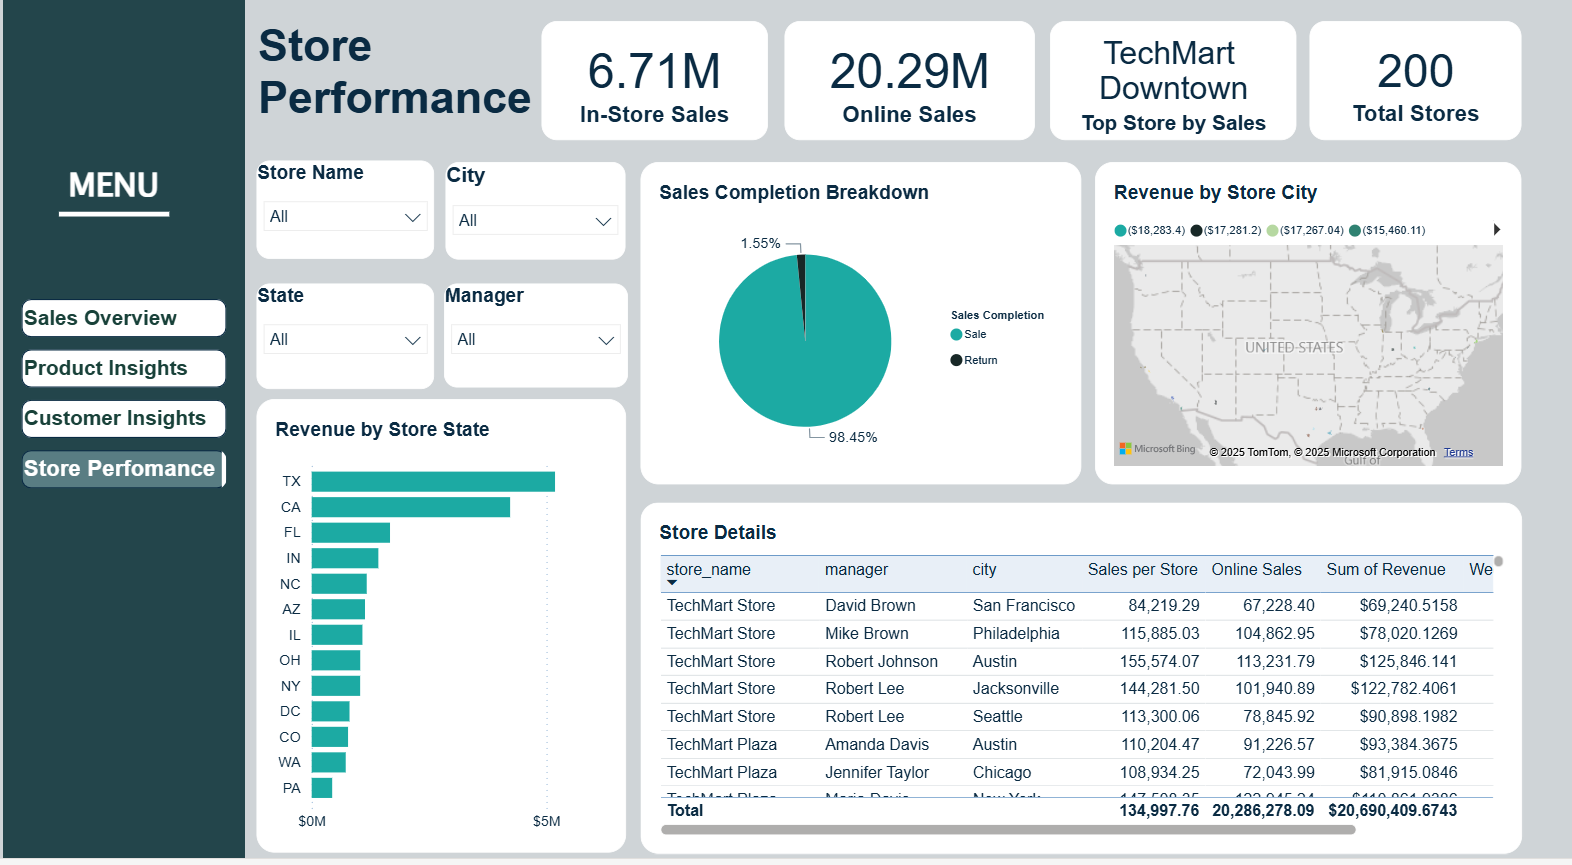 MENU
Sales Overview
Product Insights
Customer Insights
Store Perfomance
Store
Performance
6.71M
In-Store Sales
20.29M
Online Sales
TechMart
Downtown
Top Store by Sales
200
Total Stores
Store Name
All
City
All
State
All
Manager
All
Sales Completion Breakdown
1.55%
98.45%
Sales Completion
Sale
Return
Revenue by Store City
($18,283.4) ($17,281.2) ($17,267.04) ($15,460.11)
UNITED STATES
Microsoft Bing
© 2025 TomTom, © 2025 Microsoft Corporation Terms
Gulf of
Revenue by Store State
TX
CA
FL
IN
NC
AZ
IL
OH
NY
DC
CO
WA
PA
$0M $5M
Store Details
store_name manager city Sales per Store Online Sales Sum of Revenue We
TechMart Store David Brown San Francisco 84,219.29 67,228.40 $69,240.5158
TechMart Store Mike Brown Philadelphia 115,885.03 104,862.95 $78,020.1269
TechMart Store Robert Johnson Austin 155,574.07 113,231.79 $125,846.141
TechMart Store Robert Lee Jacksonville 144,281.50 101,940.89 $122,782.4061
TechMart Store Robert Lee Seattle 113,300.06 78,845.92 $90,898.1982
TechMart Plaza Amanda Davis Austin 110,204.47 91,226.57 $93,384.3675
TechMart Plaza Jennifer Taylor Chicago 108,934.25 72,043.99 $81,915.0846
TechMart Plaza Maria Davis New York
Total 134,997.76 20,286,278.09 $20,690,409.6743